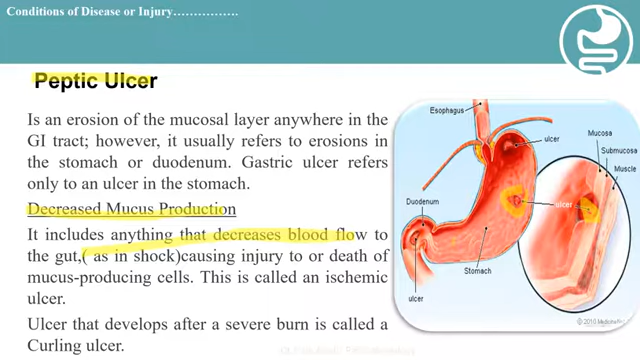 Conditions of Disease or Injury……………
Peptic Ulcer
Is an erosion of the mucosal layer anywhere in the
GI tract; however, it usually refers to erosions in
the stomach or duodenum. Gastric ulcer refers
only to an ulcer in the stomach.
Decreased Mucus Production
It includes anything that decreases blood flow to
the gut,( as in shock)causing injury to or death of
mucus-producing cells. This is called an ischemic
ulcer.
Ulcer that develops after a severe burn is called a
Curling ulcer.
Esophagus
ulcer
Mucosa
Submucosa
Muscle
Duodenum
ulcer
Stomach
ulcer